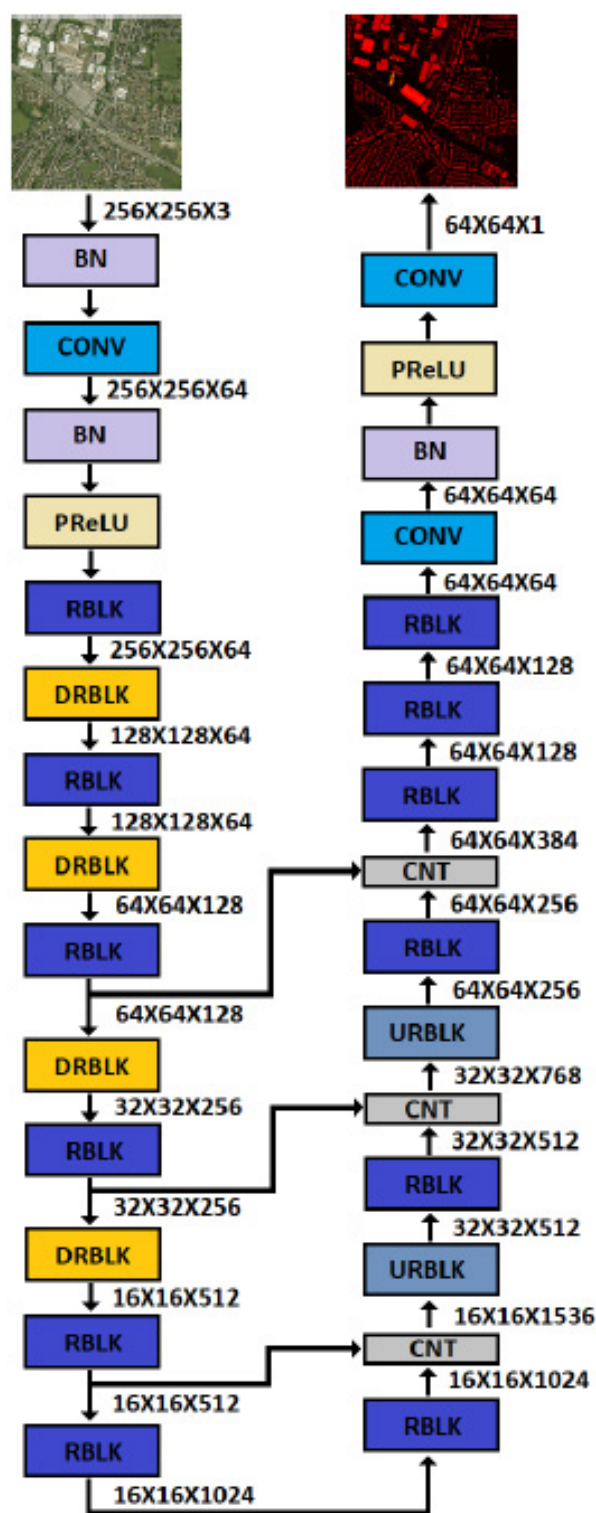 256X256X3
BN
CONV
256X256X64
BN
PReLU
RBLK
256X256X64
DRBLK
128X128X64
RBLK
128X128X64
DRBLK
64X64X128
RBLK
64X64X128
DRBLK
32X32X256
RBLK
32X32X256
DRBLK
16X16X512
RBLK
16X16X512
RBLK
16X16X1024
64X64X1
CONV
PReLU
BN
64X64X64
CONV
64X64X64
RBLK
64X64X128
RBLK
64X64X128
RBLK
64X64X384
CNT
64X64X256
RBLK
64X64X256
URBLK
32X32X768
CNT
32X32X512
RBLK
32X32X512
URBLK
16X16X1536
CNT
16X16X1024
RBLK